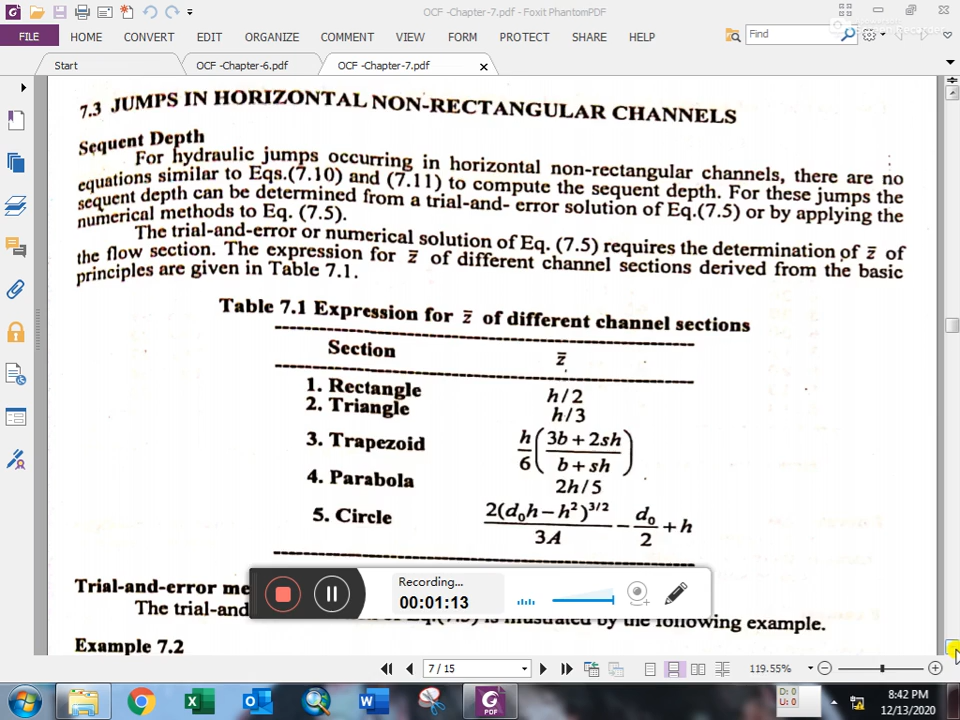 OCF -Chapter-7.pdf - Foxit PhantomPDF
FILE HOME CONVERT EDIT ORGANIZE COMMENT VIEW FORM PROTECT SHARE HELP Find
Start OCF -Chapter-6.pdf OCF -Chapter-7.pdf
7.3 JUMPS IN HORIZONTAL NON-RECTANGULAR CHANNELS
Sequent Depth
For hydraulic jumps occurring in horizontal non-rectangular channels, there are no
equations similar to Eqs.(7.10) and (7.11) to compute the sequent depth. For these jumps the
sequent depth can be determined from a trial-and- error solution of Eq.(7.5) or by applying the
numerical methods to Eq. (7.5).
The trial-and-error or numerical solution of Eq. (7.5) requires the determination of z̄ of
the flow section. The expression for z̄ of different channel sections derived from the basic
principles are given in Table 7.1.
Table 7.1 Expression for z̄ of different channel sections
Section z̄
1. Rectangle h/2
2. Triangle h/3
3. Trapezoid h/6 ( (3b + 2sh) / (b + sh) )
4. Parabola 2h/5
5. Circle 2(d₀h − h²)^3/2 / 3A − d₀/2 + h
Trial-and-error me
The trial-and is illustrated by the following example.
Example 7.2
Recording...
00:01:13
7 / 15 119.55%
D: 0
U: 0
8:42 PM
12/13/2020